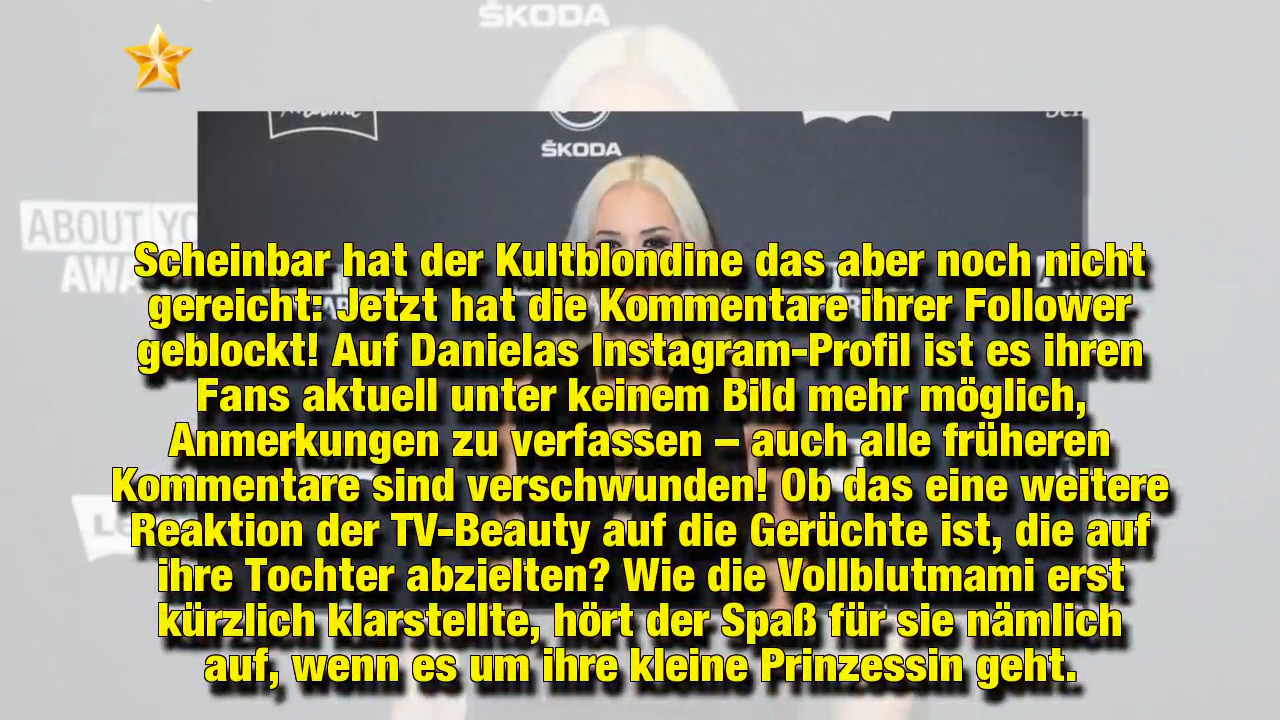 ŠKODA
ŠKODA
ABOUT YO
AWA
Scheinbar hat der Kultblondine das aber noch nicht
gereicht: Jetzt hat die Kommentare ihrer Follower
geblockt! Auf Danielas Instagram-Profil ist es ihren
Fans aktuell unter keinem Bild mehr möglich,
Anmerkungen zu verfassen – auch alle früheren
Kommentare sind verschwunden! Ob das eine weitere
Reaktion der TV-Beauty auf die Gerüchte ist, die auf
ihre Tochter abzielten? Wie die Vollblutmami erst
kürzlich klarstellte, hört der Spaß für sie nämlich
auf, wenn es um ihre kleine Prinzessin geht.